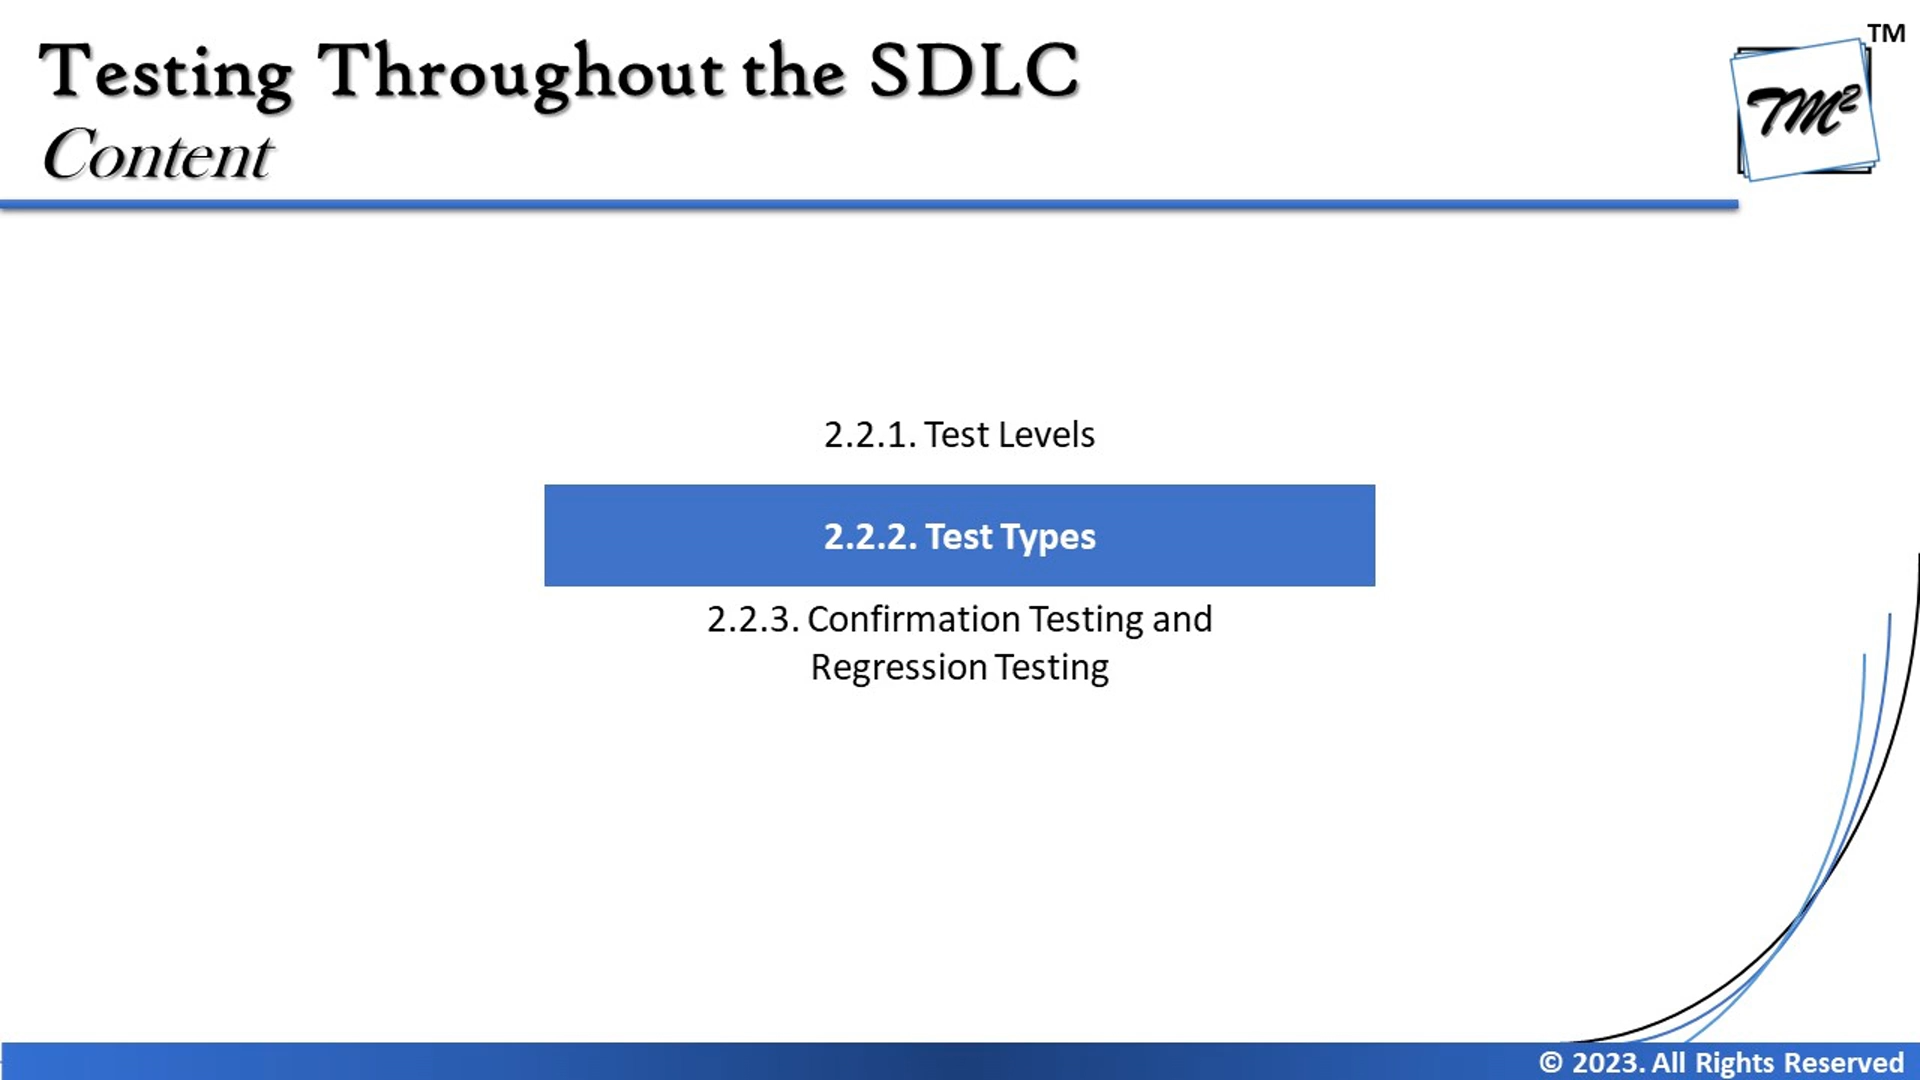 Testing Throughout the SDLC
TM
Content
TM²
2.2.1. Test Levels
2.2.2. Test Types
2.2.3. Confirmation Testing and
Regression Testing
© 2023. All Rights Reserved